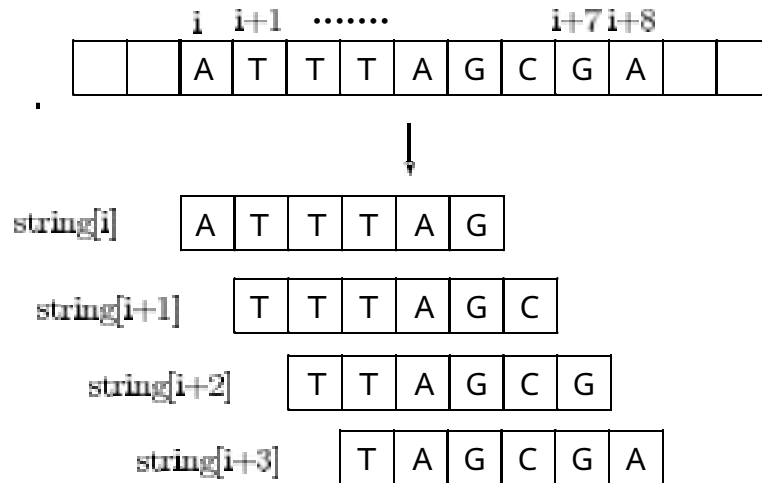 i i+1 ........ i+7 i+8
A T T T A G C G A
string[i] A T T T A G
string[i+1] T T T A G C
string[i+2] T T A G C G
string[i+3] T A G C G A